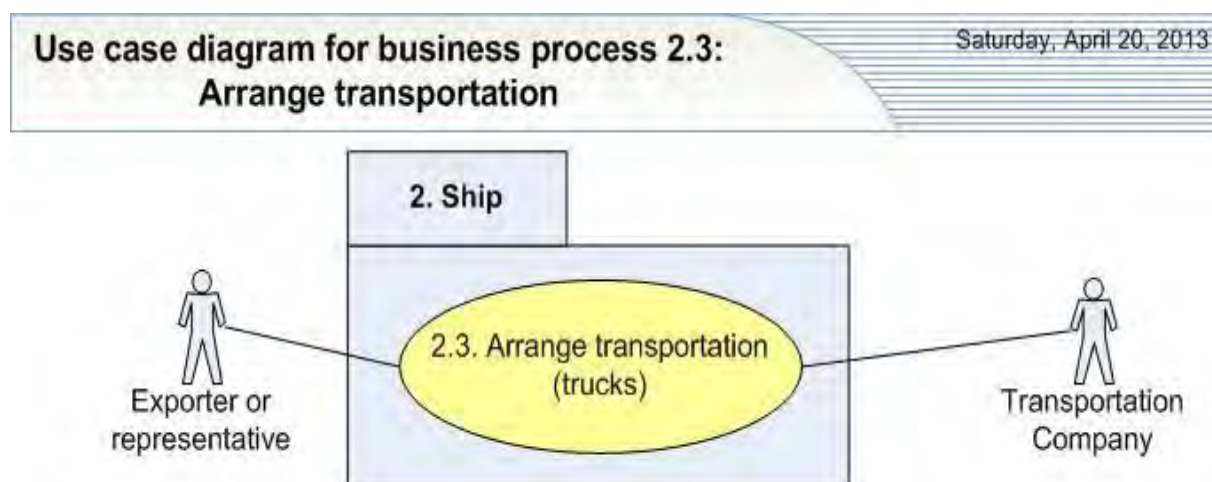 Use case diagram for business process 2.3:
Arrange transportation
Saturday, April 20, 2013
2. Ship
2.3. Arrange transportation
(trucks)
Exporter or
representative
Transportation
Company